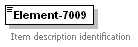 Element-7009
Item description identification